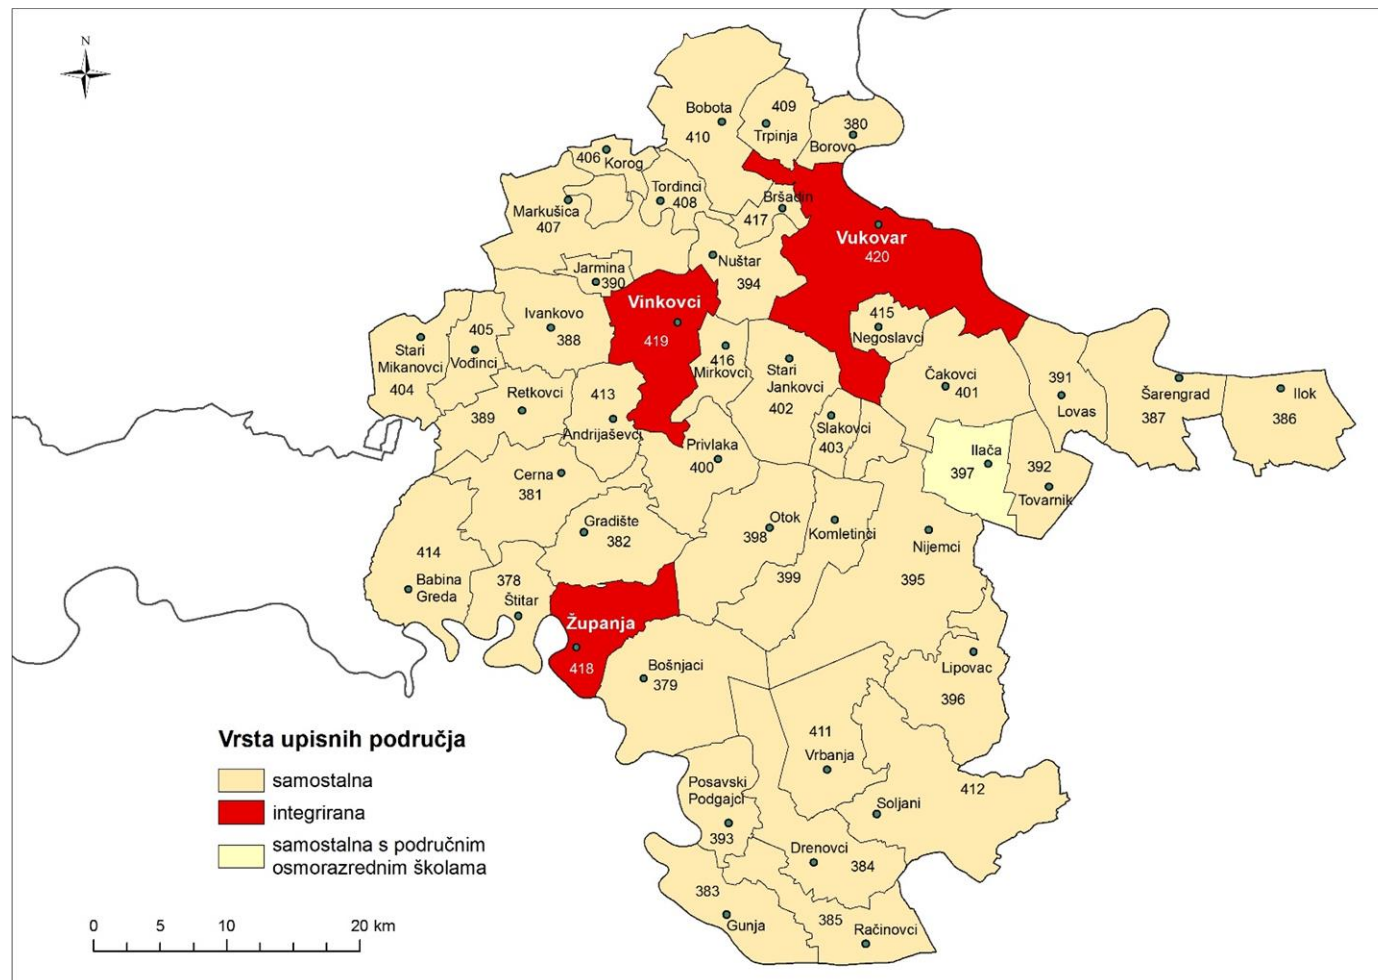 N
Bobota
410
409
Trpinja
380
Borovo
406
Korog
Tordinci
408
Markušica
407
Bršadin
417
Vukovar
420
Nuštar
394
Jarmina
390
Vinkovci
419
415
Negoslavci
Ivankovo
388
405
Vođinci
Stari
Mikanovci
404
416
Mirkovci
Stari
Jankovci
402
Čakovci
401
391
Lovas
Šarengrad
387
Ilok
386
Retkovci
389
413
Andrijaševci
Slakovci
403
Privlaka
400
Ilača
397
392
Tovarnik
Cerna
381
Gradište
382
Otok
398
Komletinci
399
Nijemci
395
414
Babina
Greda
378
Štitar
Županja
418
Bošnjaci
379
Lipovac
396
411
Vrbanja
412
Soljani
Posavski
Podgajci
393
Drenovci
384
383
Gunja
385
Račinovci
Vrsta upisnih područja
samostalna
integrirana
samostalna s područnim
osmorazrednim školama
0 5 10 20 km